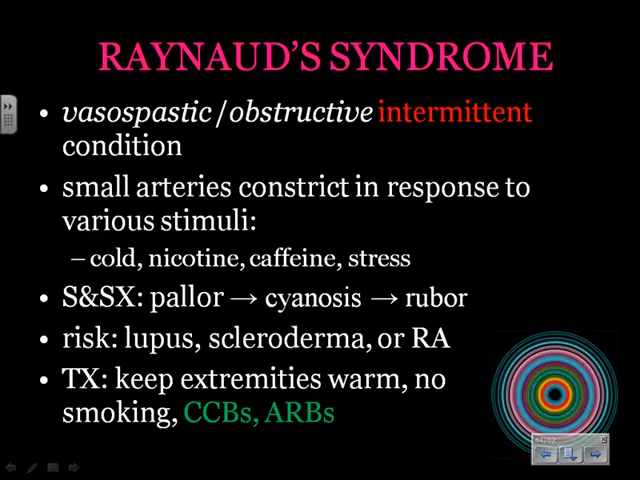 RAYNAUD'S SYNDROME
• vasospastic/obstructive intermittent
condition
• small arteries constrict in response to
various stimuli:
– cold, nicotine, caffeine, stress
• S&SX: pallor → cyanosis → rubor
• risk: lupus, scleroderma, or RA
• TX: keep extremities warm, no
smoking, CCBs, ARBs